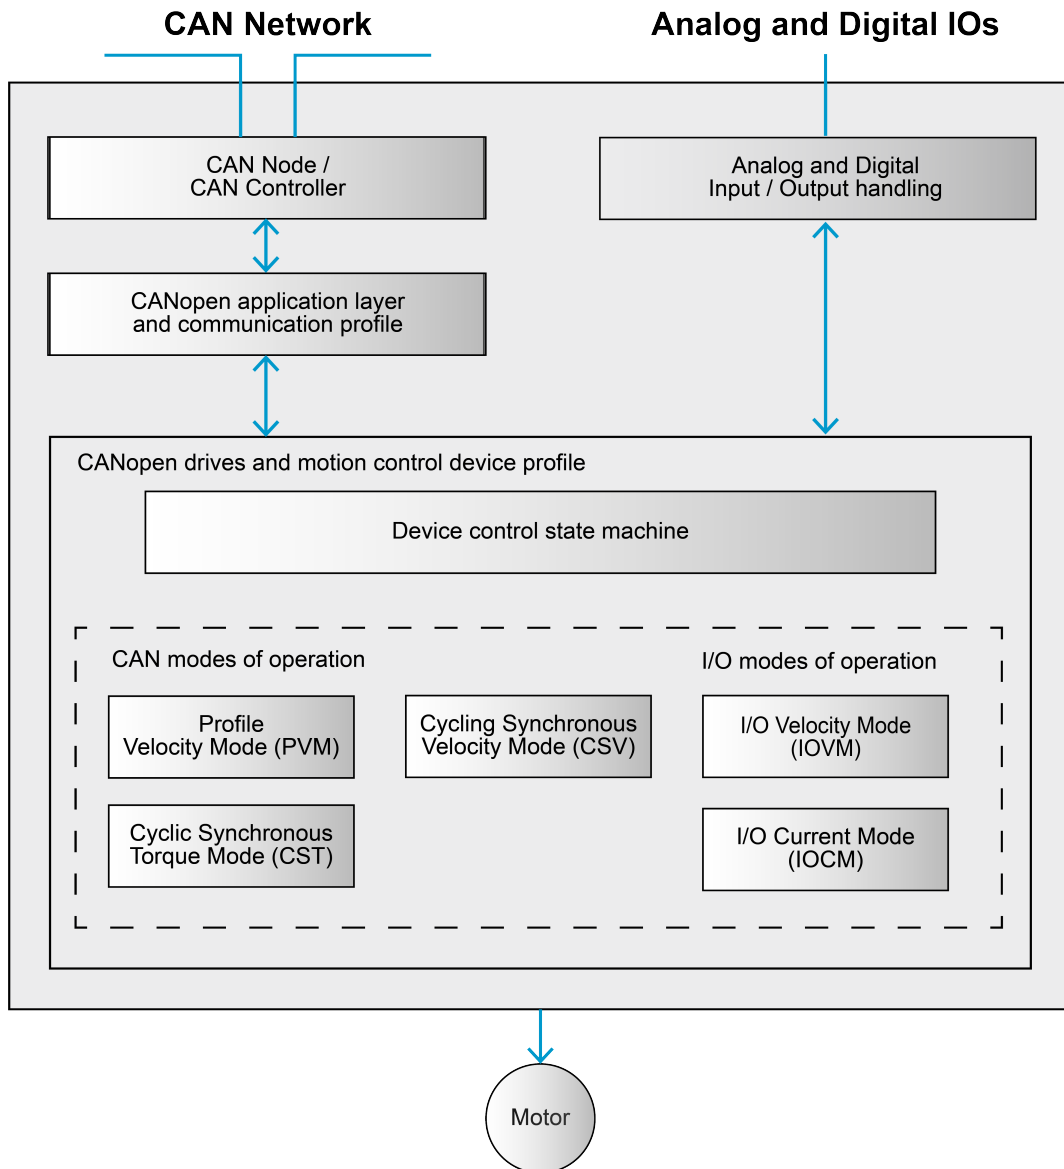 CAN Network
Analog and Digital IOs
CAN Node /
CAN Controller
Analog and Digital
Input / Output handling
CANopen application layer
and communication profile
CANopen drives and motion control device profile
Device control state machine
CAN modes of operation
I/O modes of operation
Profile
Velocity Mode (PVM)
Cycling Synchronous
Velocity Mode (CSV)
I/O Velocity Mode
(IOVM)
Cyclic Synchronous
Torque Mode (CST)
I/O Current Mode
(IOCM)
Motor